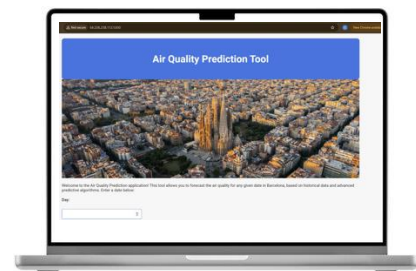 Air Quality Prediction Tool
Welcome to the Air Quality Prediction application! This tool allows you to forecast the air quality for any given date in Barcelona, based on historical data and advanced
predictive algorithms. Enter a date below.
Day: